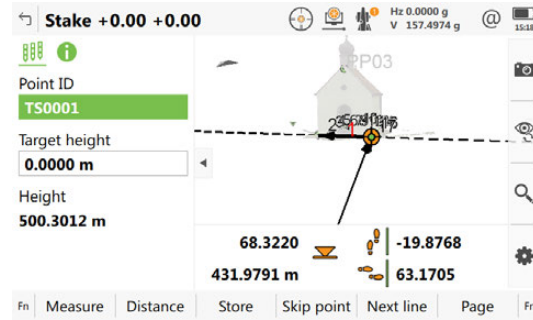 Stake +0.00 +0.00
Hz 0.0000 g
V 157.4974 g
@
15:18
Point ID
TS0001
Target height
0.0000 m
Height
500.3012 m
PP03
68.3220
-19.8768
431.9791 m
63.1705
Fn Measure Distance Store Skip point Next line Page Fn